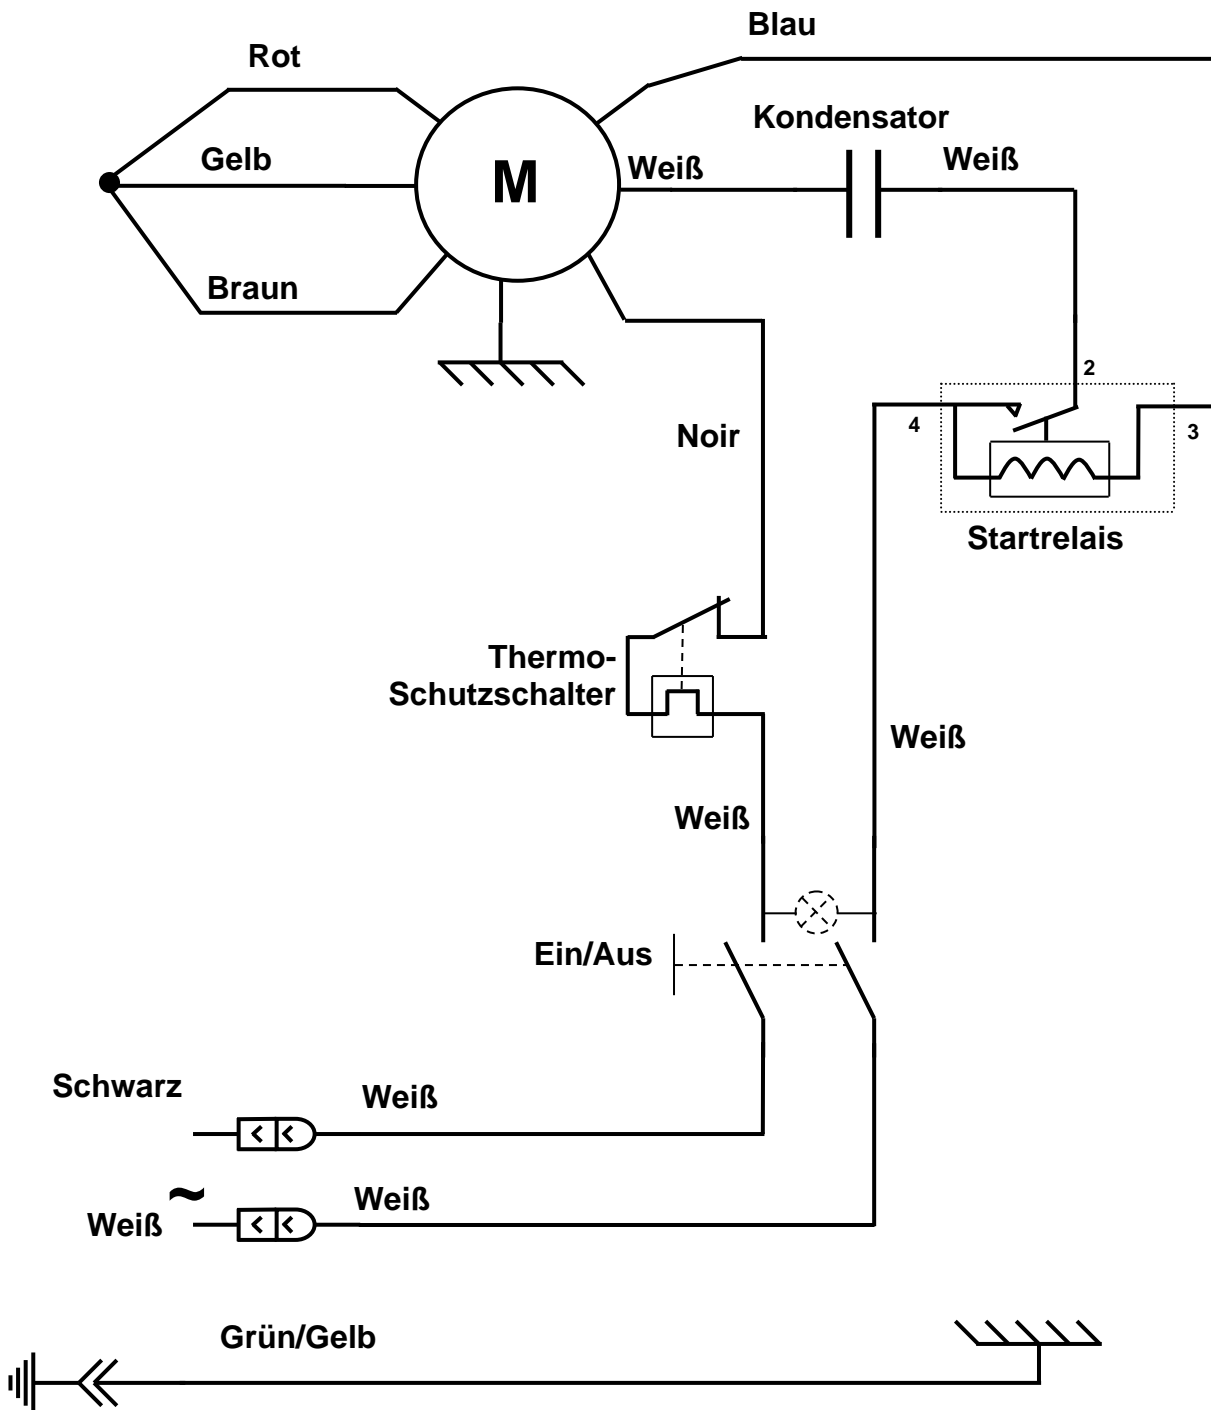 Blau
Rot
Kondensator
Gelb
Weiß
Weiß
M
Braun
2
4
3
Noir
Startrelais
Thermo-
Schutzschalter
Weiß
Weiß
Ein/Aus
Schwarz
Weiß
~
Weiß
Weiß
Grün/Gelb